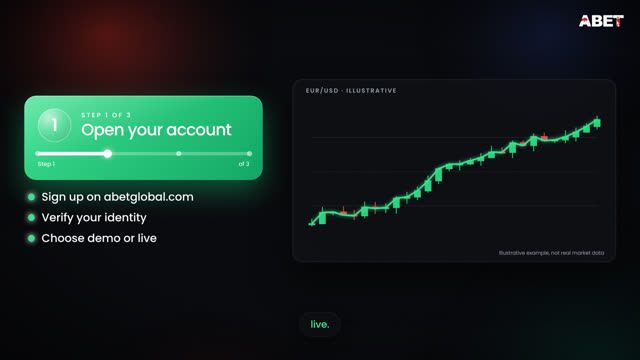 ABET
STEP 1 OF 3
1
Open your account
Step 1
of 3
Sign up on abetglobal.com
Verify your identity
Choose demo or live
EUR/USD · ILLUSTRATIVE
Illustrative example, not real market data
live.